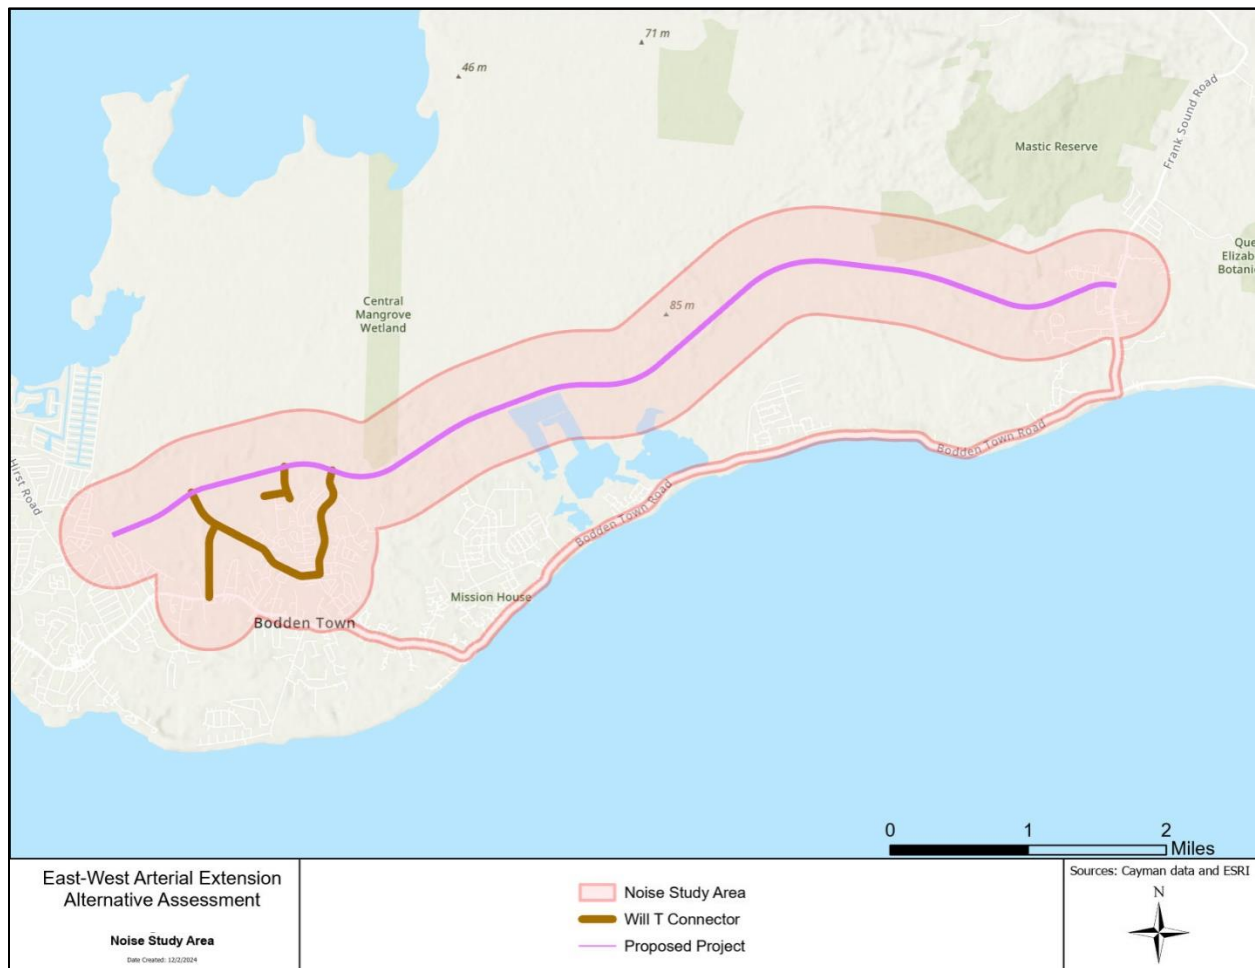 71 m
46 m
Mastic Reserve
Frank Sound Road
Que
Elizab
Botanic
Central
Mangrove
Wetland
85 m
Hirst Road
Bodden Town Road
Bodden Town Road
Mission House
Bodden Town
0 1 2
Miles
East-West Arterial Extension
Alternative Assessment
Noise Study Area
Date Created: 12/2/2024
Noise Study Area
Will T Connector
Proposed Project
Sources: Cayman data and ESRI
N